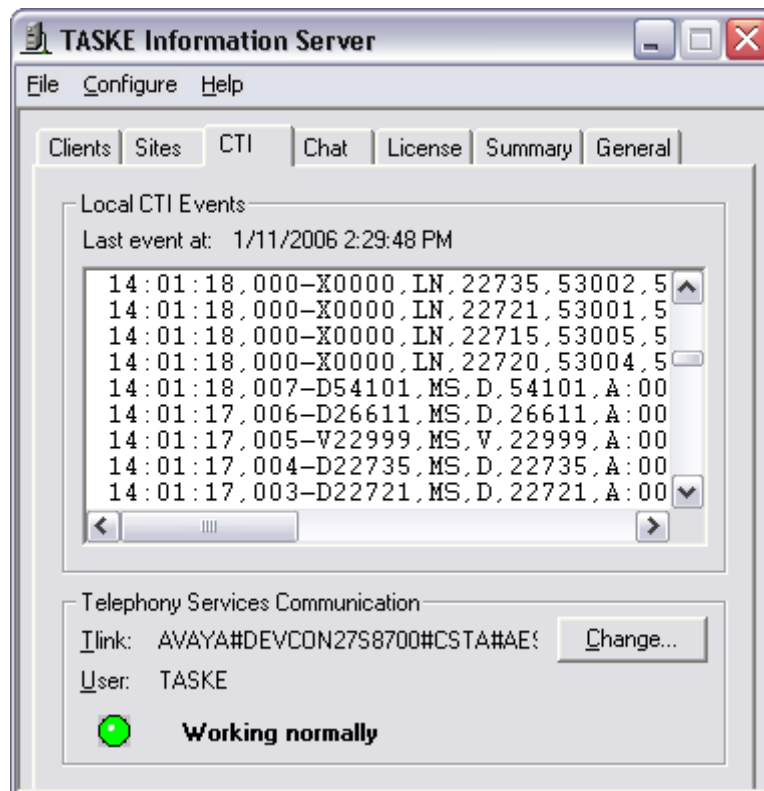 TASKE Information Server
File Configure Help
Clients Sites CTI Chat License Summary General
Local CTI Events
Last event at: 1/11/2006 2:29:48 PM
14:01:18,000-X0000,LN,22735,53002,5
14:01:18,000-X0000,LN,22721,53001,5
14:01:18,000-X0000,LN,22715,53005,5
14:01:18,000-X0000,LN,22720,53004,5
14:01:18,007-D54101,MS,D,54101,A:00
14:01:17,006-D26611,MS,D,26611,A:00
14:01:17,005-V22999,MS,V,22999,A:00
14:01:17,004-D22735,MS,D,22735,A:00
14:01:17,003-D22721,MS,D,22721,A:00
Telephony Services Communication
Tlink: AVAYA#DEVCON27S8700#CSTA#AES Change...
User: TASKE
Working normally